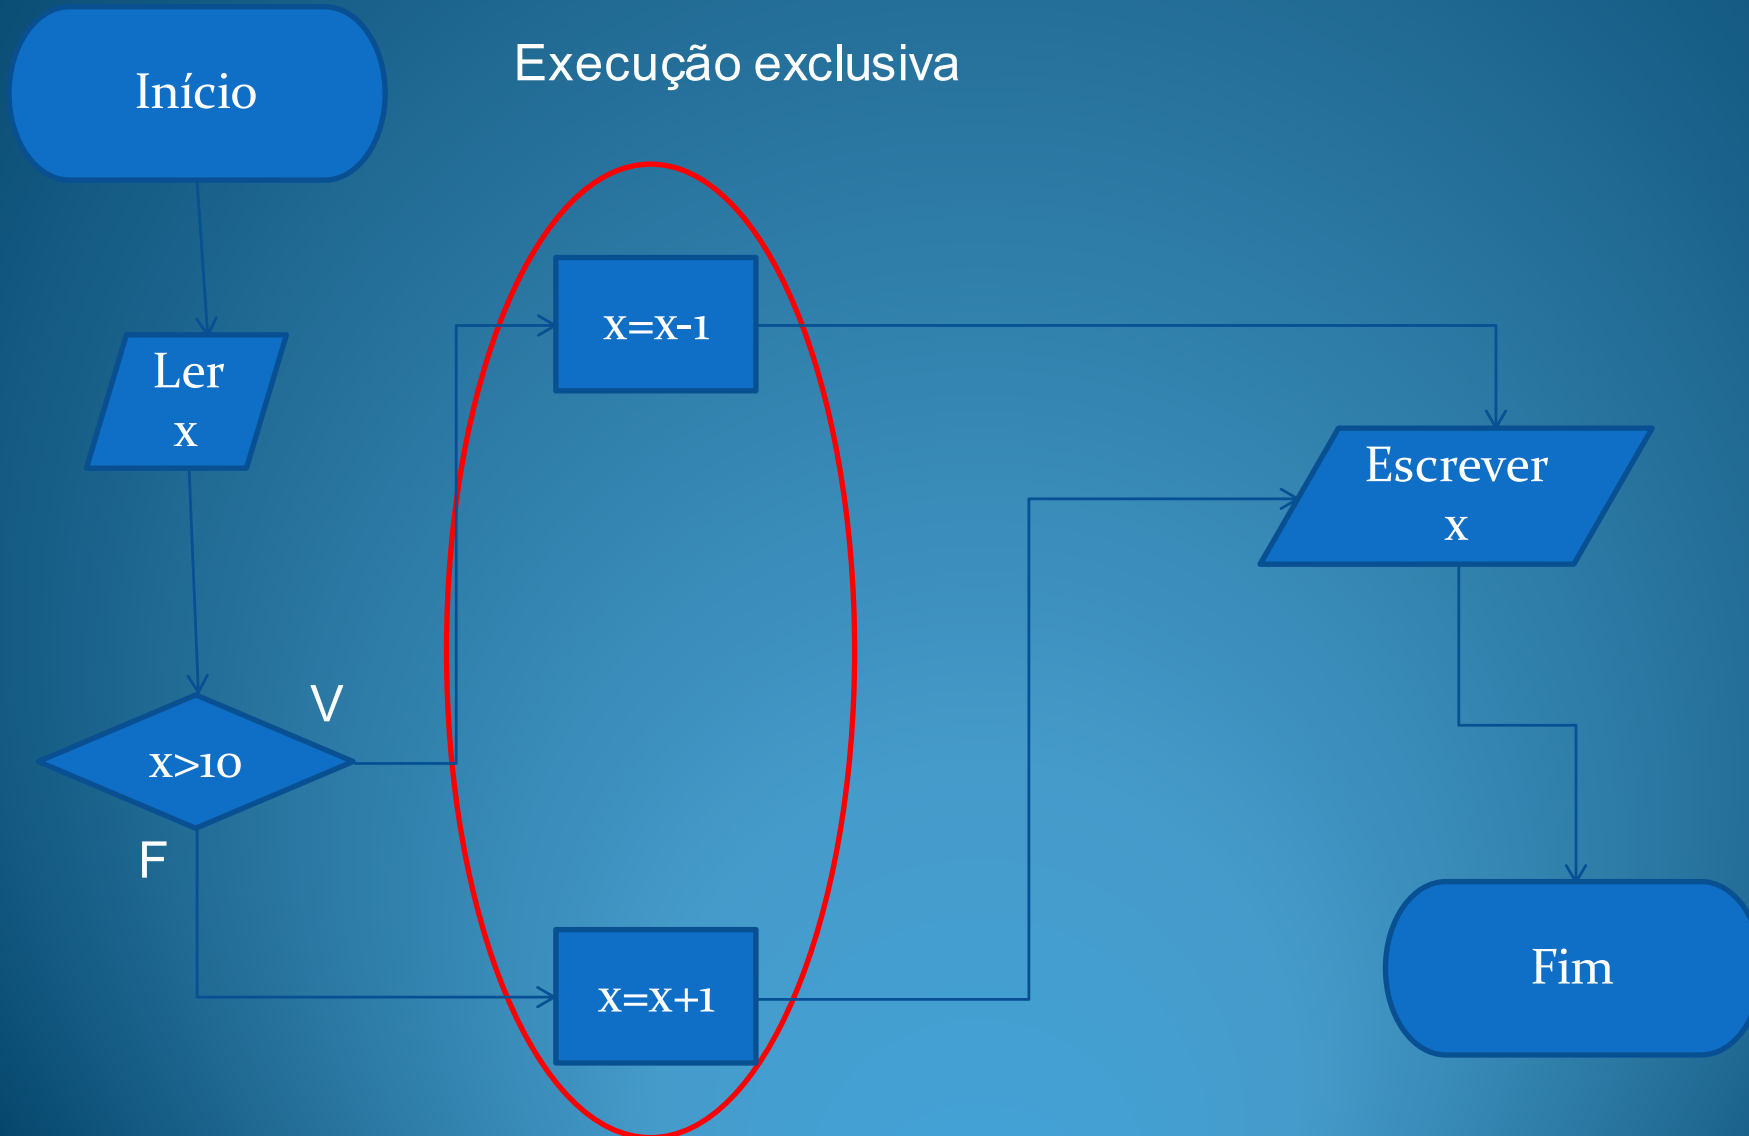 Início
Execução exclusiva
Ler
x
x>10
V
F
x=x-1
x=x+1
Escrever
x
Fim